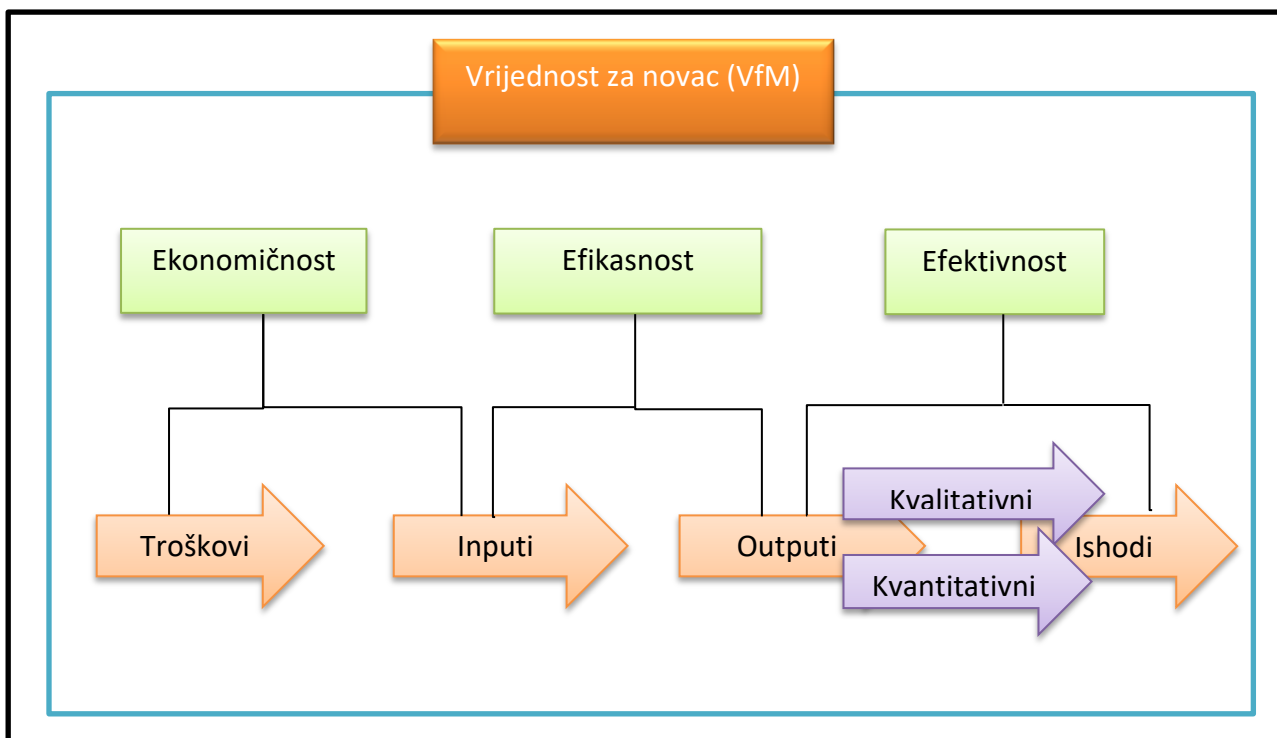 Vrijednost za novac (VfM)
Ekonomičnost
Efikasnost
Efektivnost
Troškovi
Inputi
Outputi
Kvalitativni
Kvantitativni
Ishodi